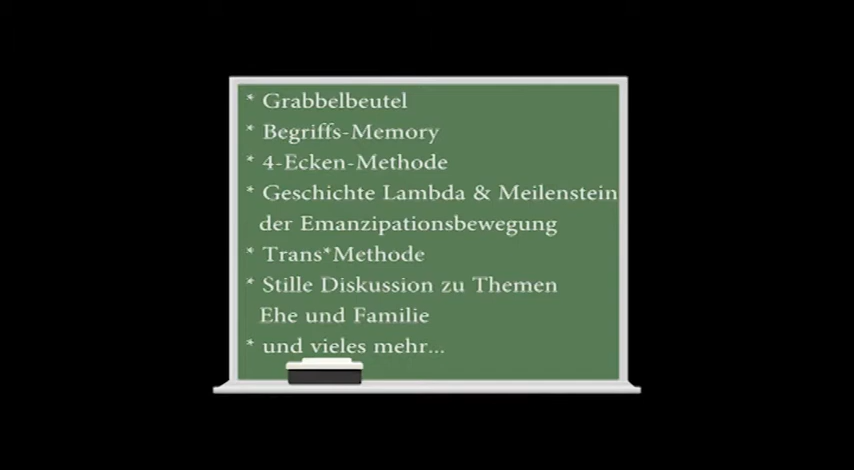 * Grabbelbeutel
* Begriffs-Memory
* 4-Ecken-Methode
* Geschichte Lambda & Meilenstein
der Emanzipationsbewegung
* Trans*Methode
* Stille Diskussion zu Themen
Ehe und Familie
* und vieles mehr...